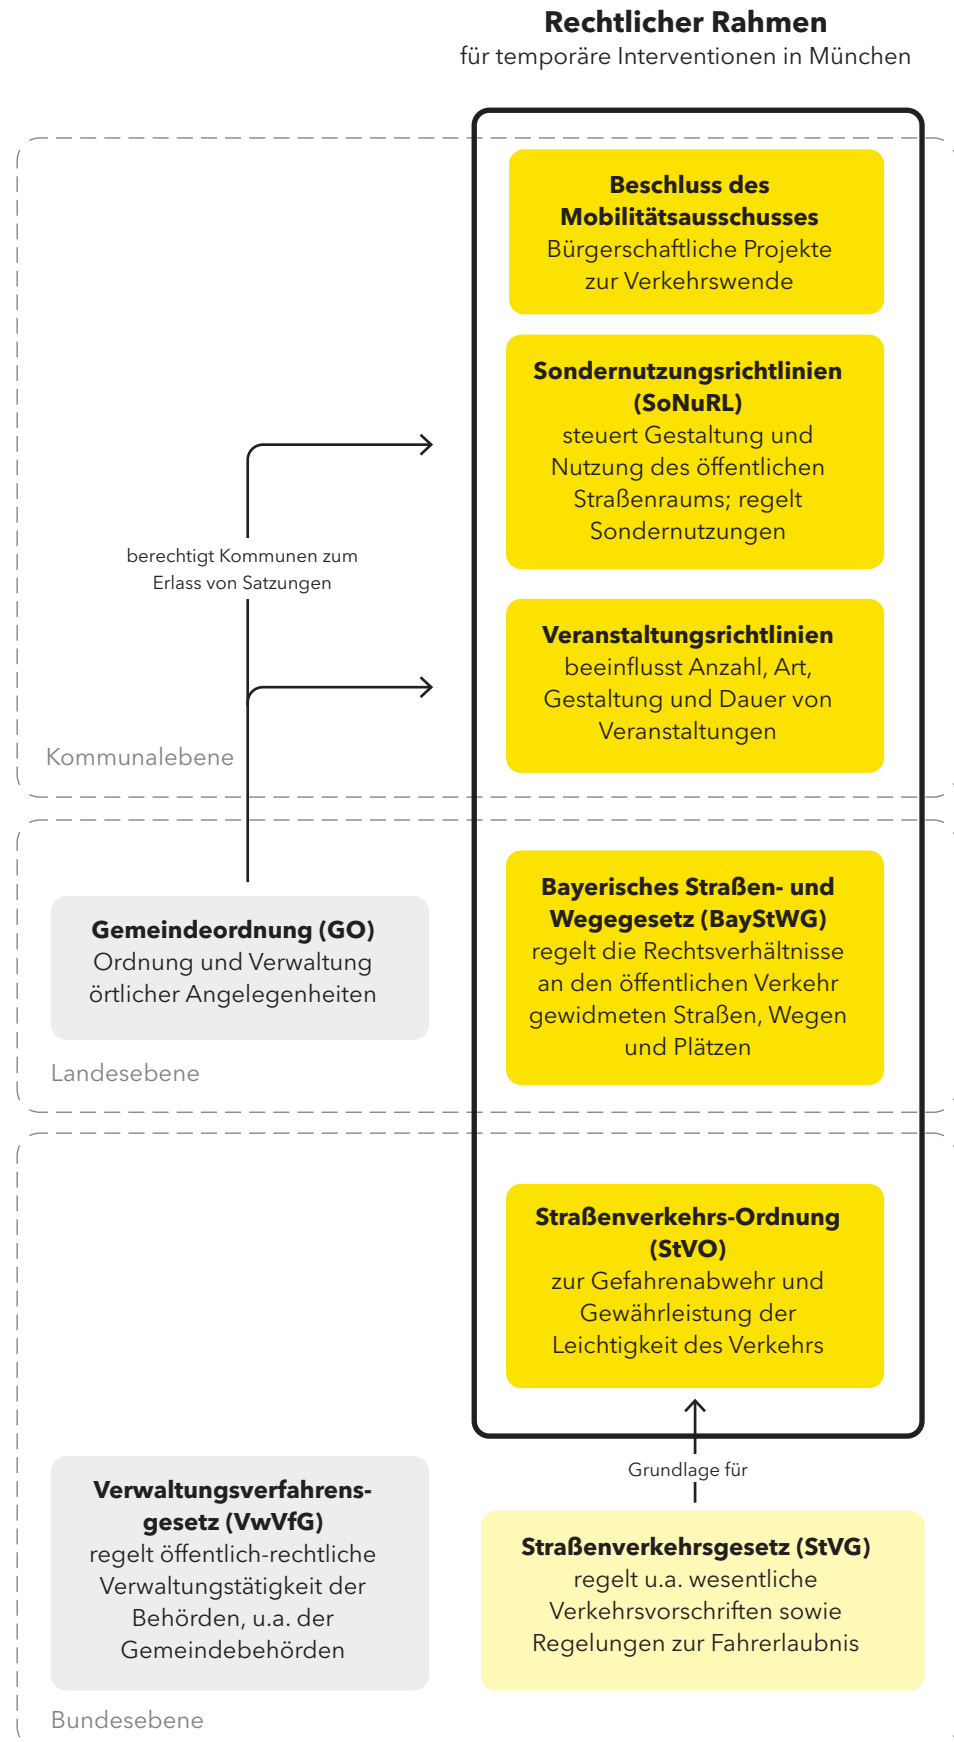 Rechtlicher Rahmen
für temporäre Interventionen in München
Beschluss des
Mobilitätsausschusses
Bürgerschaftliche Projekte
zur Verkehrswende
Sondernutzungsrichtlinien
(SoNuRL)
steuert Gestaltung und
Nutzung des öffentlichen
Straßenraums; regelt
Sondernutzungen
berechtigt Kommunen zum
Erlass von Satzungen
Veranstaltungsrichtlinien
beeinflusst Anzahl, Art,
Gestaltung und Dauer von
Veranstaltungen
Kommunalebene
Gemeindeordnung (GO)
Ordnung und Verwaltung
örtlicher Angelegenheiten
Bayerisches Straßen- und
Wegegesetz (BayStWG)
regelt die Rechtsverhältnisse
an den öffentlichen Verkehr
gewidmeten Straßen, Wegen
und Plätzen
Landesebene
Straßenverkehrs-Ordnung
(StVO)
zur Gefahrenabwehr und
Gewährleistung der
Leichtigkeit des Verkehrs
Grundlage für
Verwaltungsverfahrens-
gesetz (VwVfG)
regelt öffentlich-rechtliche
Verwaltungstätigkeit der
Behörden, u.a. der
Gemeindebehörden
Straßenverkehrsgesetz (StVG)
regelt u.a. wesentliche
Verkehrsvorschriften sowie
Regelungen zur Fahrerlaubnis
Bundesebene